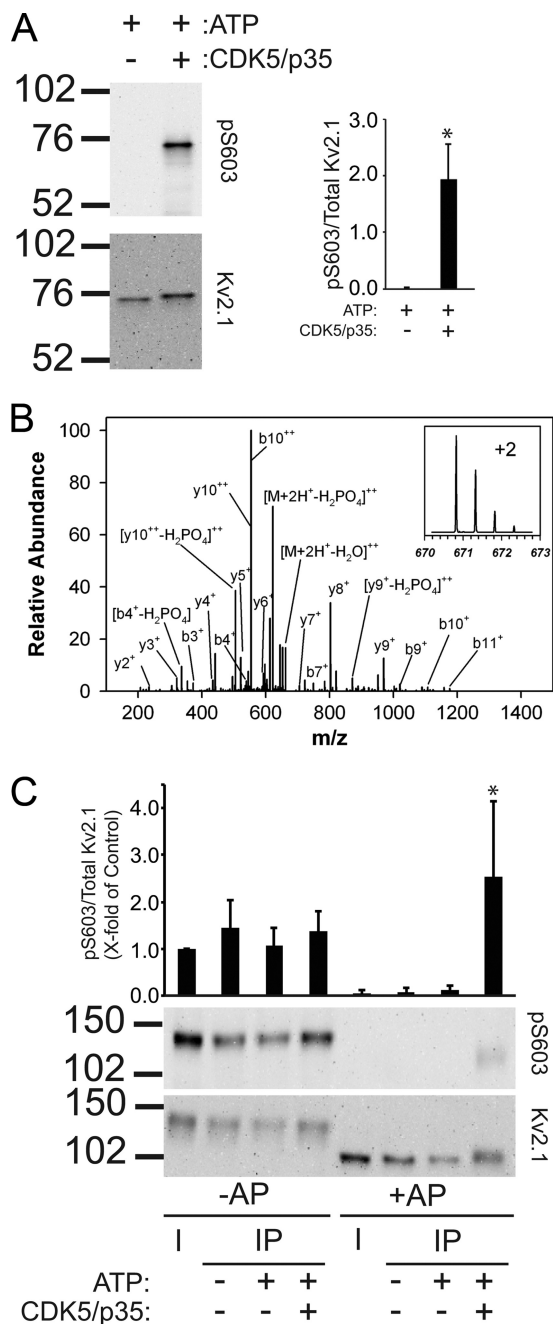 A
+ + :ATP
- + :CDK5/p35
102
76
52
pS603
102
76
52
Kv2.1
pS603/Total Kv2.1
3.0
2.0
1.0
0.0
*
ATP: + +
CDK5/p35: - +
B
Relative Abundance
100
80
60
40
20
0
200 400 600 800 1000 1200 1400
m/z
b10++
y10++
[M+2H+-H2PO4]++
[y10++-H2PO4]++
[M+2H+-H2O]++
y5+
y8+
[y9+-H2PO4]++
[b4+-H2PO4]
y4+
y6+
y3+
b3+
b4+
y7+
y9+
b10+
y2+
b7+
b9+
b11+
+2
670 671 672 673
C
pS603/Total Kv2.1
(X-fold of Control)
4.0
3.0
2.0
1.0
0.0
*
150
102
pS603
150
102
Kv2.1
-AP +AP
I IP I IP
ATP: - + + - + +
CDK5/p35: - - + - - +